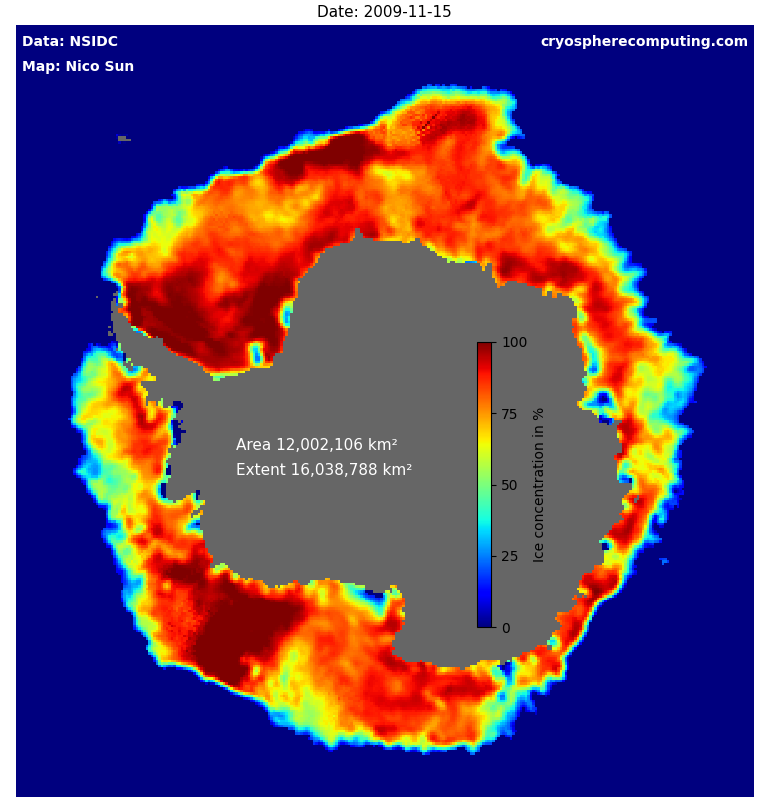 Date: 2009-11-15
Data: NSIDC
cryospherecomputing.com
Map: Nico Sun
100
75
50
25
0
Ice concentration in %
Area 12,002,106 km²
Extent 16,038,788 km²